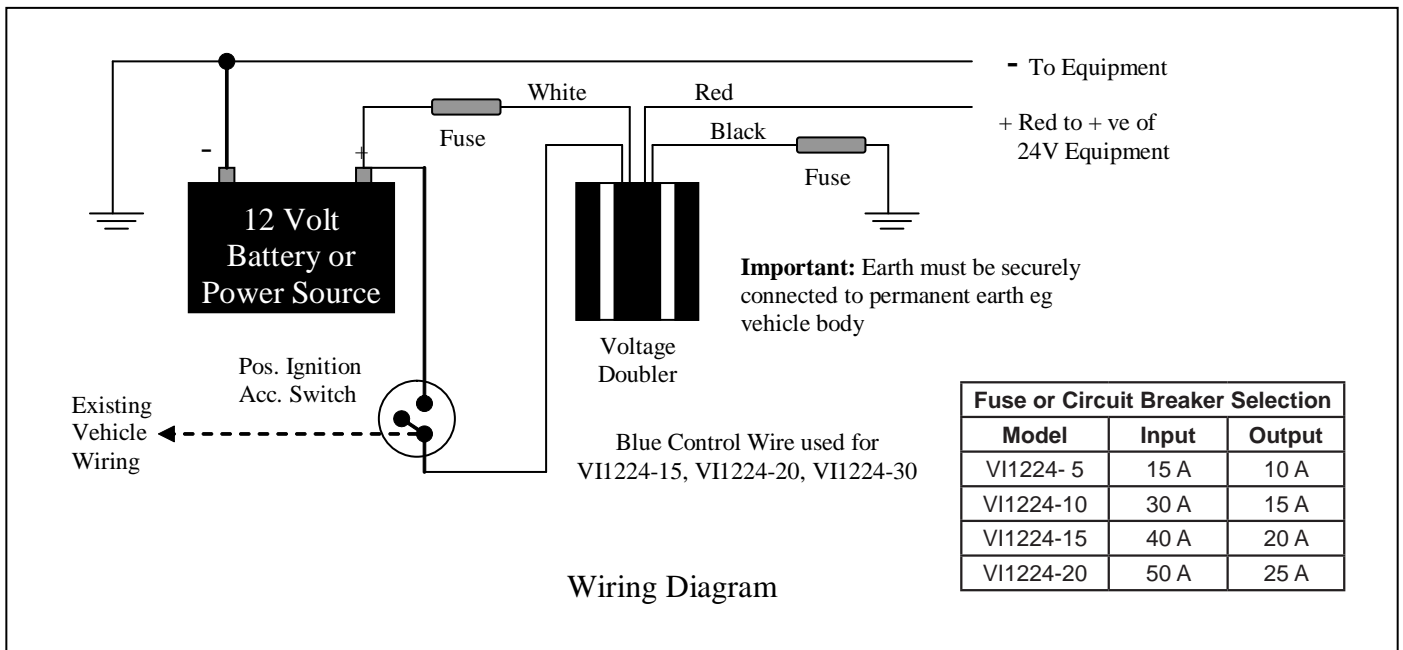 - To Equipment
White
Red
Fuse
Black
+ Red to + ve of
24V Equipment
Fuse
-
+
12 Volt
Battery or
Power Source
Important: Earth must be securely
connected to permanent earth eg
vehicle body
Voltage
Doubler
Pos. Ignition
Acc. Switch
Existing
Vehicle
Wiring
Blue Control Wire used for
VI1224-15, VI1224-20, VI1224-30
Fuse or Circuit Breaker Selection
Model Input Output
VI1224- 5 15 A 10 A
VI1224-10 30 A 15 A
VI1224-15 40 A 20 A
VI1224-20 50 A 25 A
Wiring Diagram